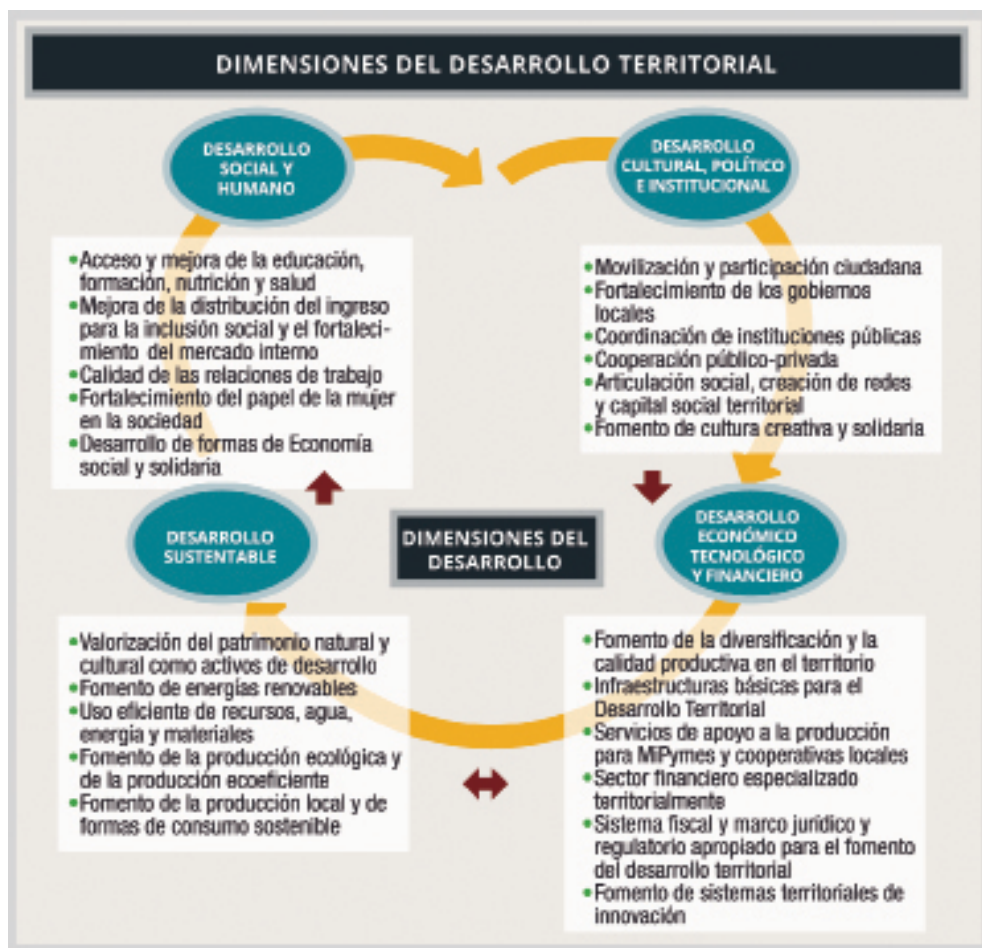 DIMENSIONES DEL DESARROLLO TERRITORIAL
DESARROLLO
SOCIAL Y
HUMANO
•Acceso y mejora de la educación,
formación, nutrición y salud
•Mejora de la distribución del ingreso
para la inclusión social y el fortaleci-
miento del mercado interno
•Calidad de las relaciones de trabajo
•Fortalecimiento del papel de la mujer
en la sociedad
•Desarrollo de formas de Economía
social y solidaria
DESARROLLO
CULTURAL, POLÍTICO
E INSTITUCIONAL
•Movilización y participación ciudadana
•Fortalecimiento de los gobiernos
locales
•Coordinación de instituciones públicas
•Cooperación público-privada
•Articulación social, creación de redes
y capital social territorial
•Fomento de cultura creativa y solidaria
DIMENSIONES DEL
DESARROLLO
DESARROLLO
SUSTENTABLE
•Valorización del patrimonio natural y
cultural como activos de desarrollo
•Fomento de energías renovables
•Uso eficiente de recursos, agua,
energía y materiales
•Fomento de la producción ecológica y
de la producción ecoeficiente
•Fomento de la producción local y de
formas de consumo sostenible
DESARROLLO
ECONÓMICO
TECNOLÓGICO
Y FINANCIERO
•Fomento de la diversificación y la
calidad productiva en el territorio
•Infraestructuras básicas para el
Desarrollo Territorial
•Servicios de apoyo a la producción
para MiPymes y cooperativas locales
•Sector financiero especializado
territorialmente
•Sistema fiscal y marco jurídico y
regulatorio apropiado para el fomento
del desarrollo territorial
•Fomento de sistemas territoriales de
innovación